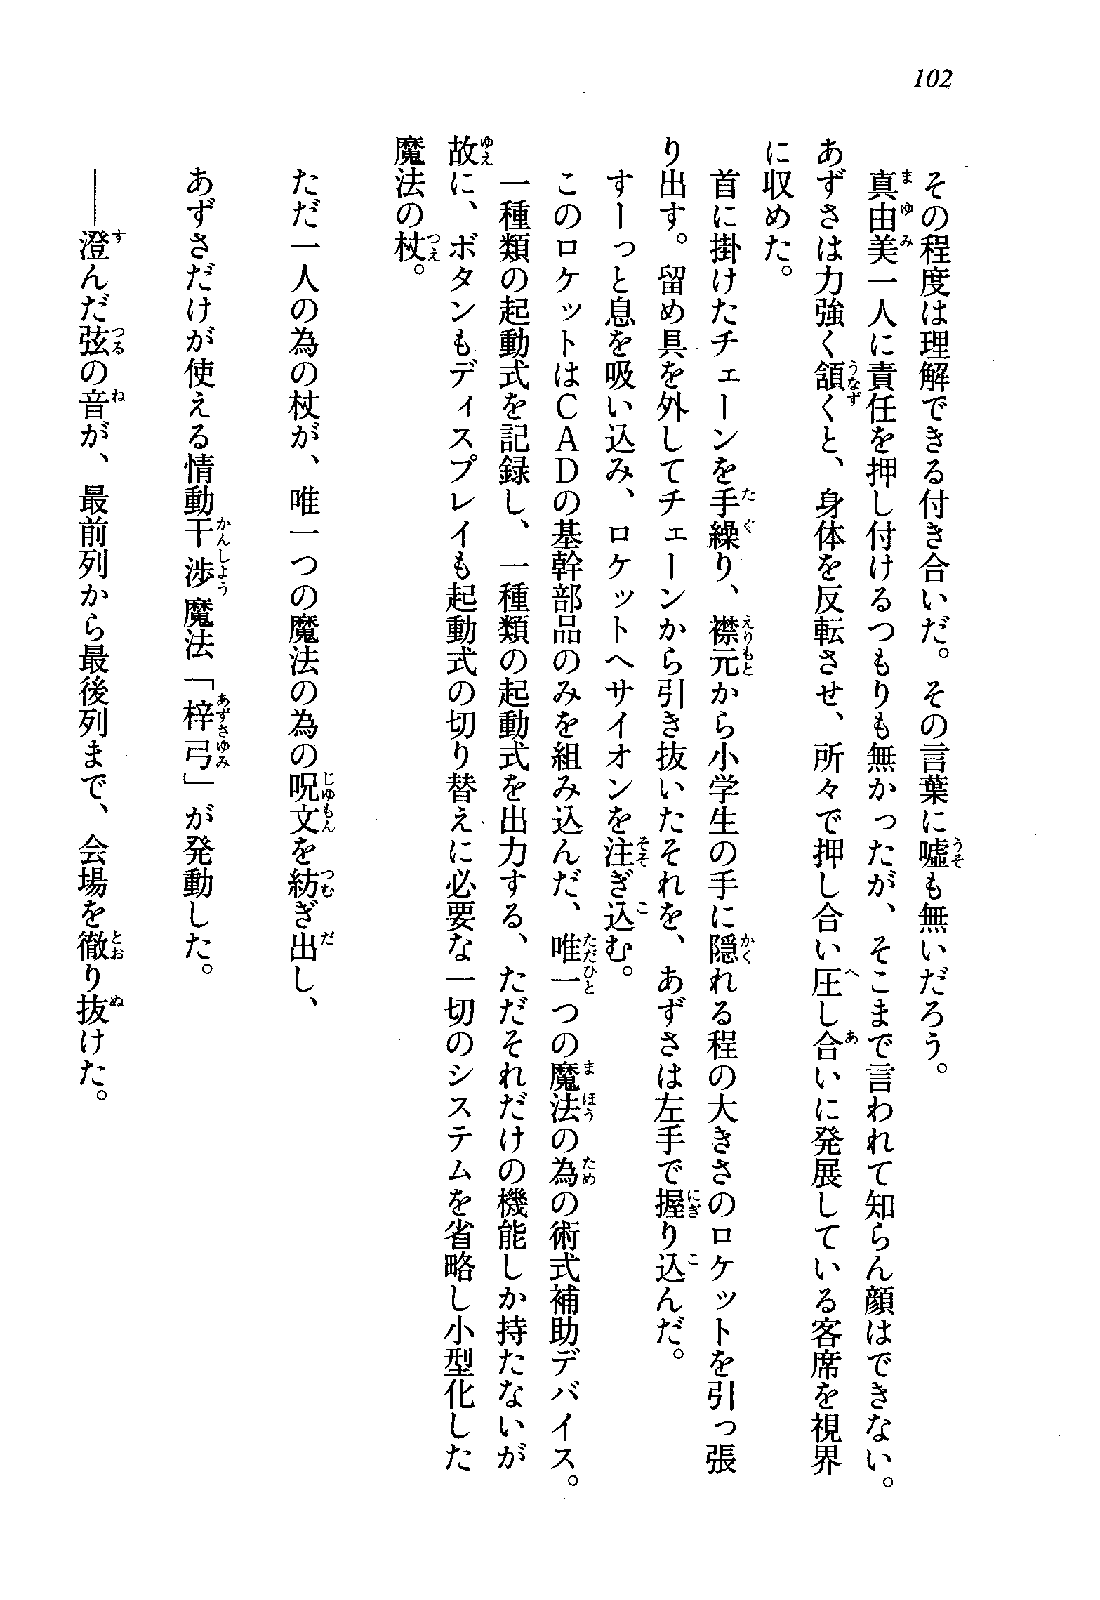 102
その程度は理解できる付き合いだ。その言葉に嘘も無いだろう。
真由美一人に責任を押し付けるつもりも無かったが、そこまで言われて知らん顔はできない。
あずさは力強く頷くと、身体を反転させ、所々で押し合い圧し合いに発展している客席を視界
に収めた。
首に掛けたチェーンを手繰り、襟元から小学生の手に隠れる程の大きさのロケットを引っ張
り出す。留め具を外してチェーンから引き抜いたそれを、あずさは左手で握り込んだ。
すーっと息を吸い込み、ロケットへサイオンを注ぎ込む。
このロケットはCADの基幹部品のみを組み込んだ、唯一つの魔法の為の術式補助デバイス。
一種類の起動式を記録し、一種類の起動式を出力する、ただそれだけの機能しか持たないが
故に、ボタンもディスプレイも起動式の切り替えに必要な一切のシステムを省略し小型化した
魔法の杖。
ただ一人の為の杖が、唯一つの魔法の為の呪文を紡ぎ出し、
あずさだけが使える情動干渉魔法「梓弓」が発動した。
――澄んだ弦の音が、最前列から最後列まで、会場を徹り抜けた。